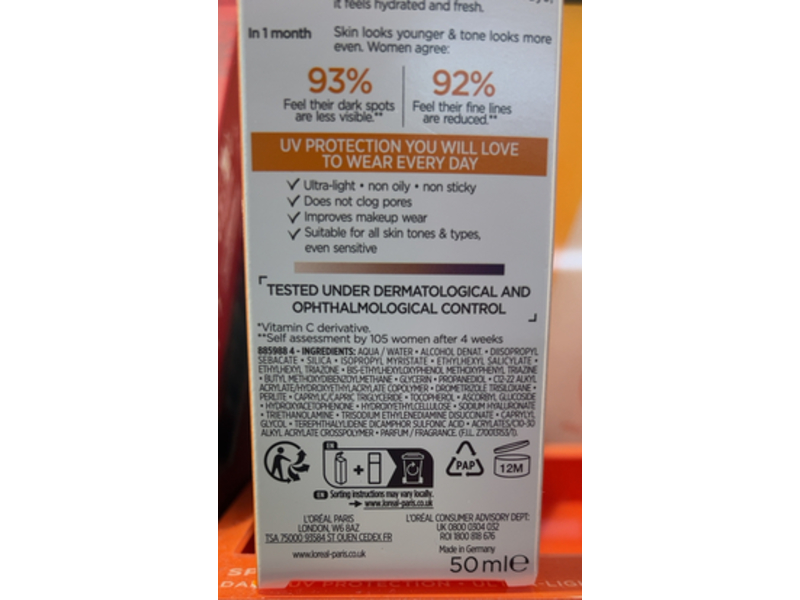 it feels hydrated and fresh.
In 1 month Skin looks younger & tone looks more
even. Women agree:
93% 92%
Feel their dark spots
are less visible.**
Feel their fine lines
are reduced.**
UV PROTECTION YOU WILL LOVE
TO WEAR EVERY DAY
✓ Ultra-light • non oily • non sticky
✓ Does not clog pores
✓ Improves makeup wear
✓ Suitable for all skin tones & types,
even sensitive
TESTED UNDER DERMATOLOGICAL AND
OPHTHALMOLOGICAL CONTROL
*Vitamin C derivative.
**Self assessment by 105 women after 4 weeks
885988 4 - INGREDIENTS: AQUA / WATER • ALCOHOL DENAT. • DIISOPROPYL
SEBACATE • SILICA • ISOPROPYL MYRISTATE • ETHYLHEXYL SALICYLATE •
ETHYLHEXYL TRIAZONE • BIS-ETHYLHEXYLOXYPHENOL METHOXYPHENYL TRIAZINE
• BUTYL METHOXYDIBENZOYLMETHANE • GLYCERIN • PROPANEDIOL • C12-22 ALKYL
ACRYLATE/HYDROXYETHYLACRYLATE COPOLYMER • DROMETRIZOLE TRISILOXANE •
PERLITE • CAPRYLIC/CAPRIC TRIGLYCERIDE • TOCOPHEROL • ASCORBYL GLUCOSIDE
• HYDROXYACETOPHENONE • HYDROXYETHYLCELLULOSE • SODIUM HYALURONATE
• TRIETHANOLAMINE • TRISODIUM ETHYLENEDIAMINE DISUCCINATE • CAPRYLYL
GLYCOL • TEREPHTHALYLIDENE DICAMPHOR SULFONIC ACID • ACRYLATES/C10-30
ALKYL ACRYLATE CROSSPOLYMER • PARFUM / FRAGRANCE. (F.I.L. Z70013153/1).
EN
PAP
12M
EN Sorting instructions may vary locally.
www.loreal-paris.co.uk
L'ORÉAL PARIS
LONDON, W6 8AZ
TSA 75000 93584 ST OUEN CEDEX FR
www.loreal-paris.co.uk
L'ORÉAL CONSUMER ADVISORY DEPT:
UK 0800 0304 032
ROI 1800 818 676
Made in Germany
50 ml e
UV PROTECTION